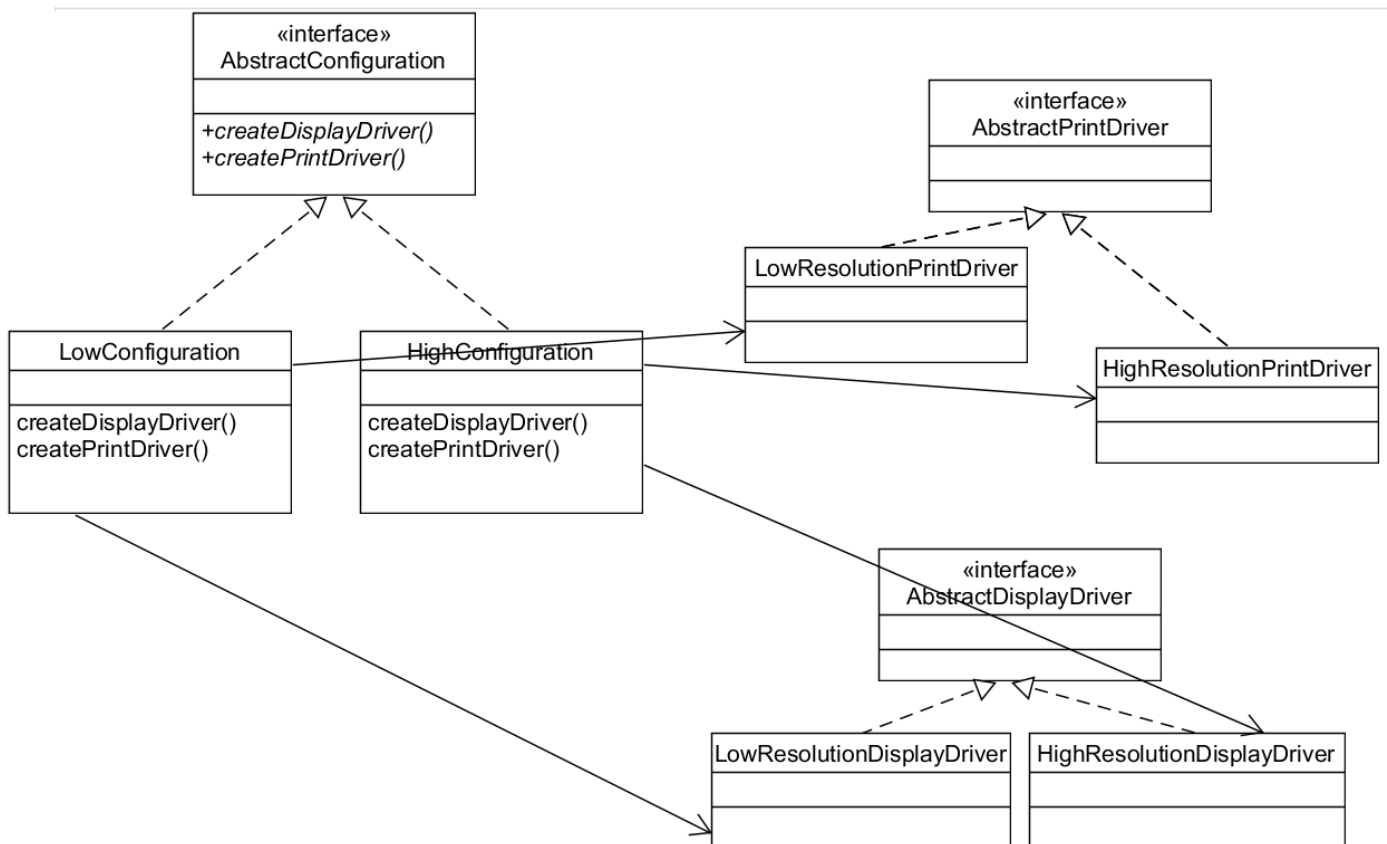 «interface»
AbstractConfiguration
+createDisplayDriver()
+createPrintDriver()
«interface»
AbstractPrintDriver
LowResolutionPrintDriver
HighResolutionPrintDriver
LowConfiguration
createDisplayDriver()
createPrintDriver()
HighConfiguration
createDisplayDriver()
createPrintDriver()
«interface»
AbstractDisplayDriver
LowResolutionDisplayDriver
HighResolutionDisplayDriver